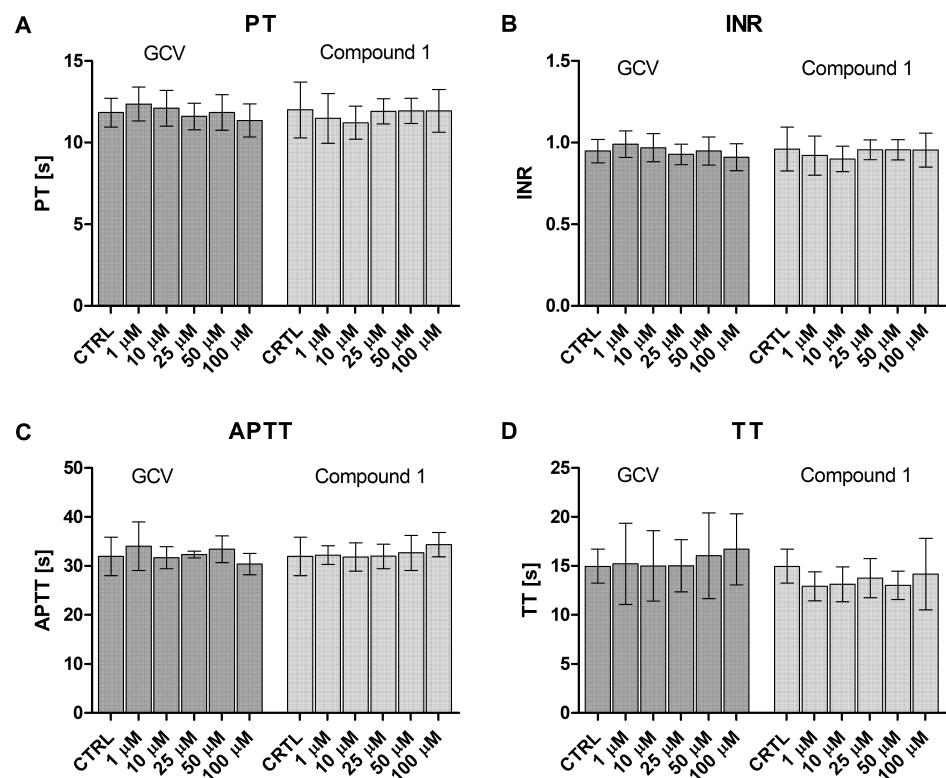 A
PT
GCV
Compound 1
15
10
5
0
PT [s]
CTRL
1 µM
10 µM
25 µM
50 µM
100 µM
CRTL
1 µM
10 µM
25 µM
50 µM
100 µM
B
INR
GCV
Compound 1
1.5
1.0
0.5
0.0
INR
CTRL
1 µM
10 µM
25 µM
50 µM
100 µM
CRTL
1 µM
10 µM
25 µM
50 µM
100 µM
C
APTT
GCV
Compound 1
50
40
30
20
10
0
APTT [s]
CTRL
1 µM
10 µM
25 µM
50 µM
100 µM
CRTL
1 µM
10 µM
25 µM
50 µM
100 µM
D
TT
GCV
Compound 1
25
20
15
10
5
0
TT [s]
CTRL
1 µM
10 µM
25 µM
50 µM
100 µM
CRTL
1 µM
10 µM
25 µM
50 µM
100 µM